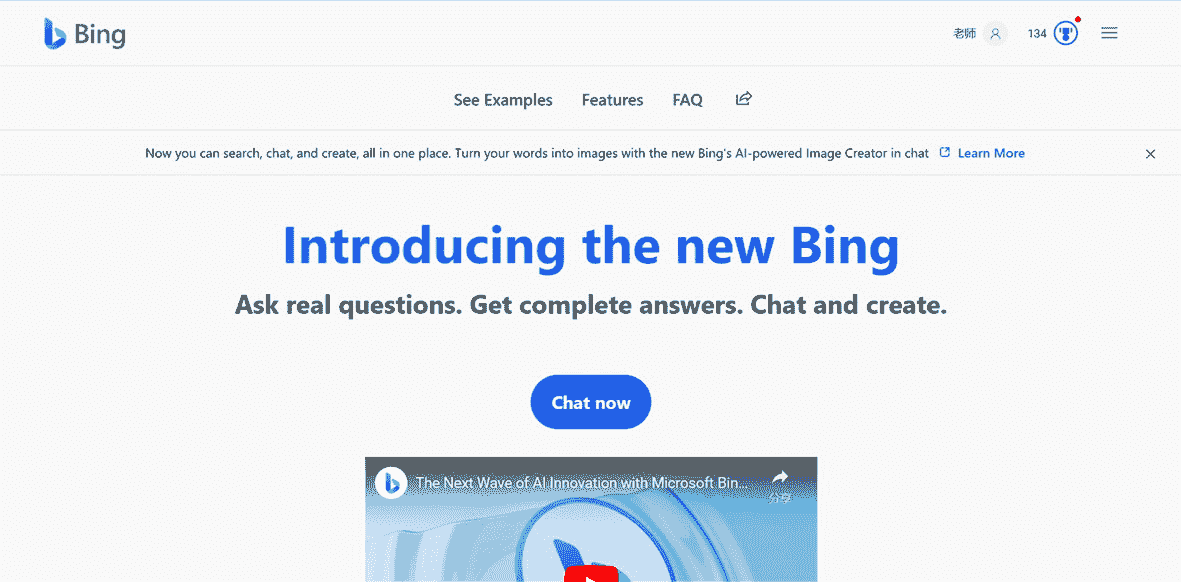 Bing
老师
134
See Examples Features FAQ
Now you can search, chat, and create, all in one place. Turn your words into images with the new Bing's AI-powered Image Creator in chat Learn More
Introducing the new Bing
Ask real questions. Get complete answers. Chat and create.
Chat now
The Next Wave of AI Innovation with Microsoft Bin...
分享